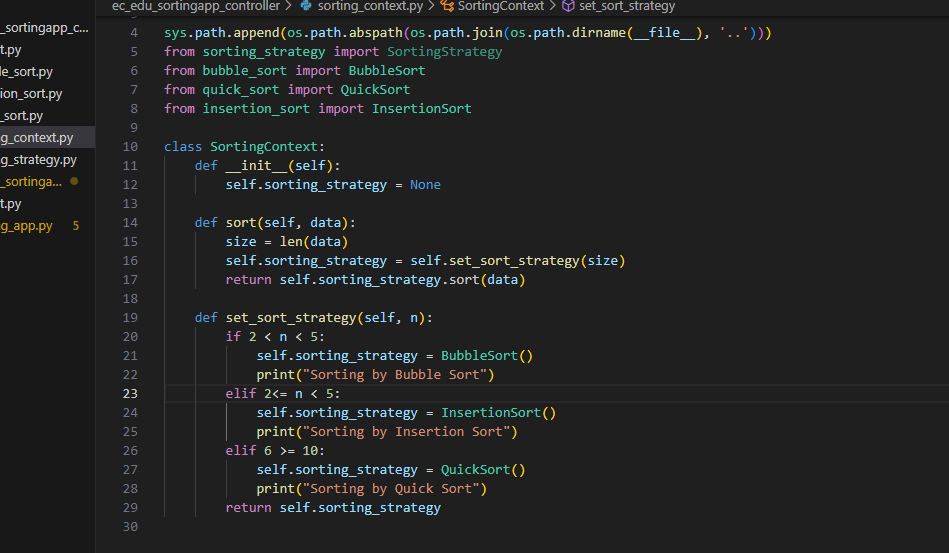 ec_edu_sortingapp_controller > sorting_context.py > SortingContext > set_sort_strategy
_sortingapp_c...
t.py
le_sort.py
ion_sort.py
_sort.py
g_context.py
g_strategy.py
_sortinga...
t.py
g_app.py 5
4 sys.path.append(os.path.abspath(os.path.join(os.path.dirname(__file__), '..')))
5 from sorting_strategy import SortingStrategy
6 from bubble_sort import BubbleSort
7 from quick_sort import QuickSort
8 from insertion_sort import InsertionSort
9
10 class SortingContext:
11 def __init__(self):
12 self.sorting_strategy = None
13
14 def sort(self, data):
15 size = len(data)
16 self.sorting_strategy = self.set_sort_strategy(size)
17 return self.sorting_strategy.sort(data)
18
19 def set_sort_strategy(self, n):
20 if 2 < n < 5:
21 self.sorting_strategy = BubbleSort()
22 print("Sorting by Bubble Sort")
23 elif 2<= n < 5:
24 self.sorting_strategy = InsertionSort()
25 print("Sorting by Insertion Sort")
26 elif 6 >= 10:
27 self.sorting_strategy = QuickSort()
28 print("Sorting by Quick Sort")
29 return self.sorting_strategy
30